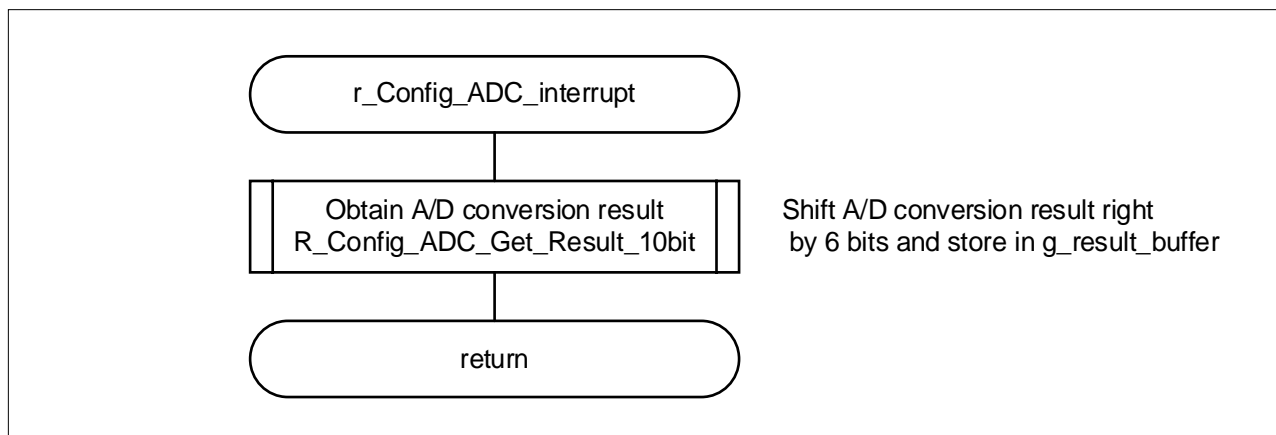 r_Config_ADC_interrupt
Obtain A/D conversion result
R_Config_ADC_Get_Result_10bit
Shift A/D conversion result right
by 6 bits and store in g_result_buffer
return